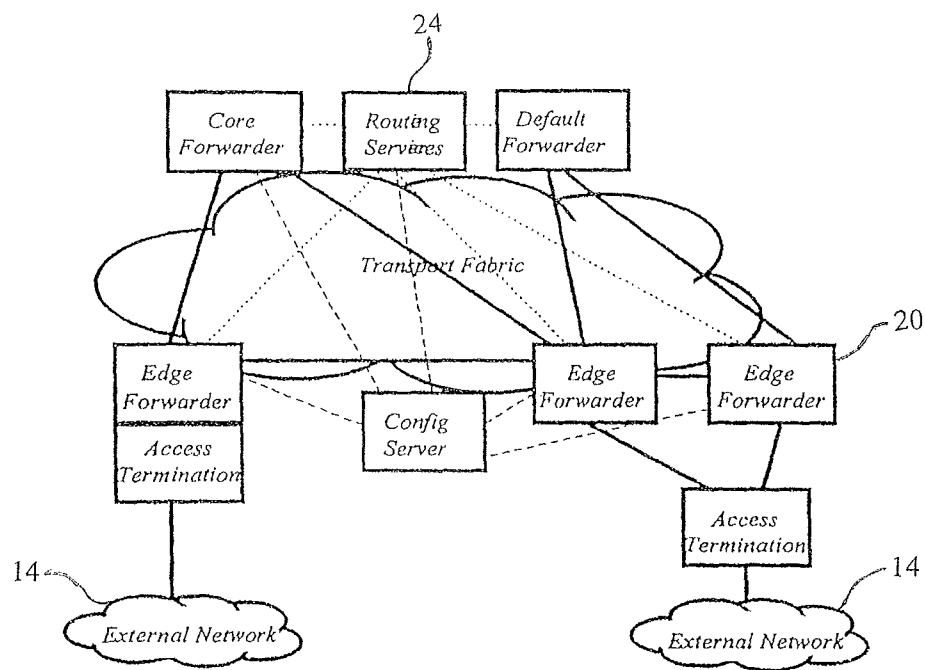 24
Core
Forwarder
Routing
Services
Default
Forwarder
Transport Fabric
20
Edge
Forwarder
Edge
Forwarder
Edge
Forwarder
Config
Server
Access
Termination
Access
Termination
14
External Network
14
External Network